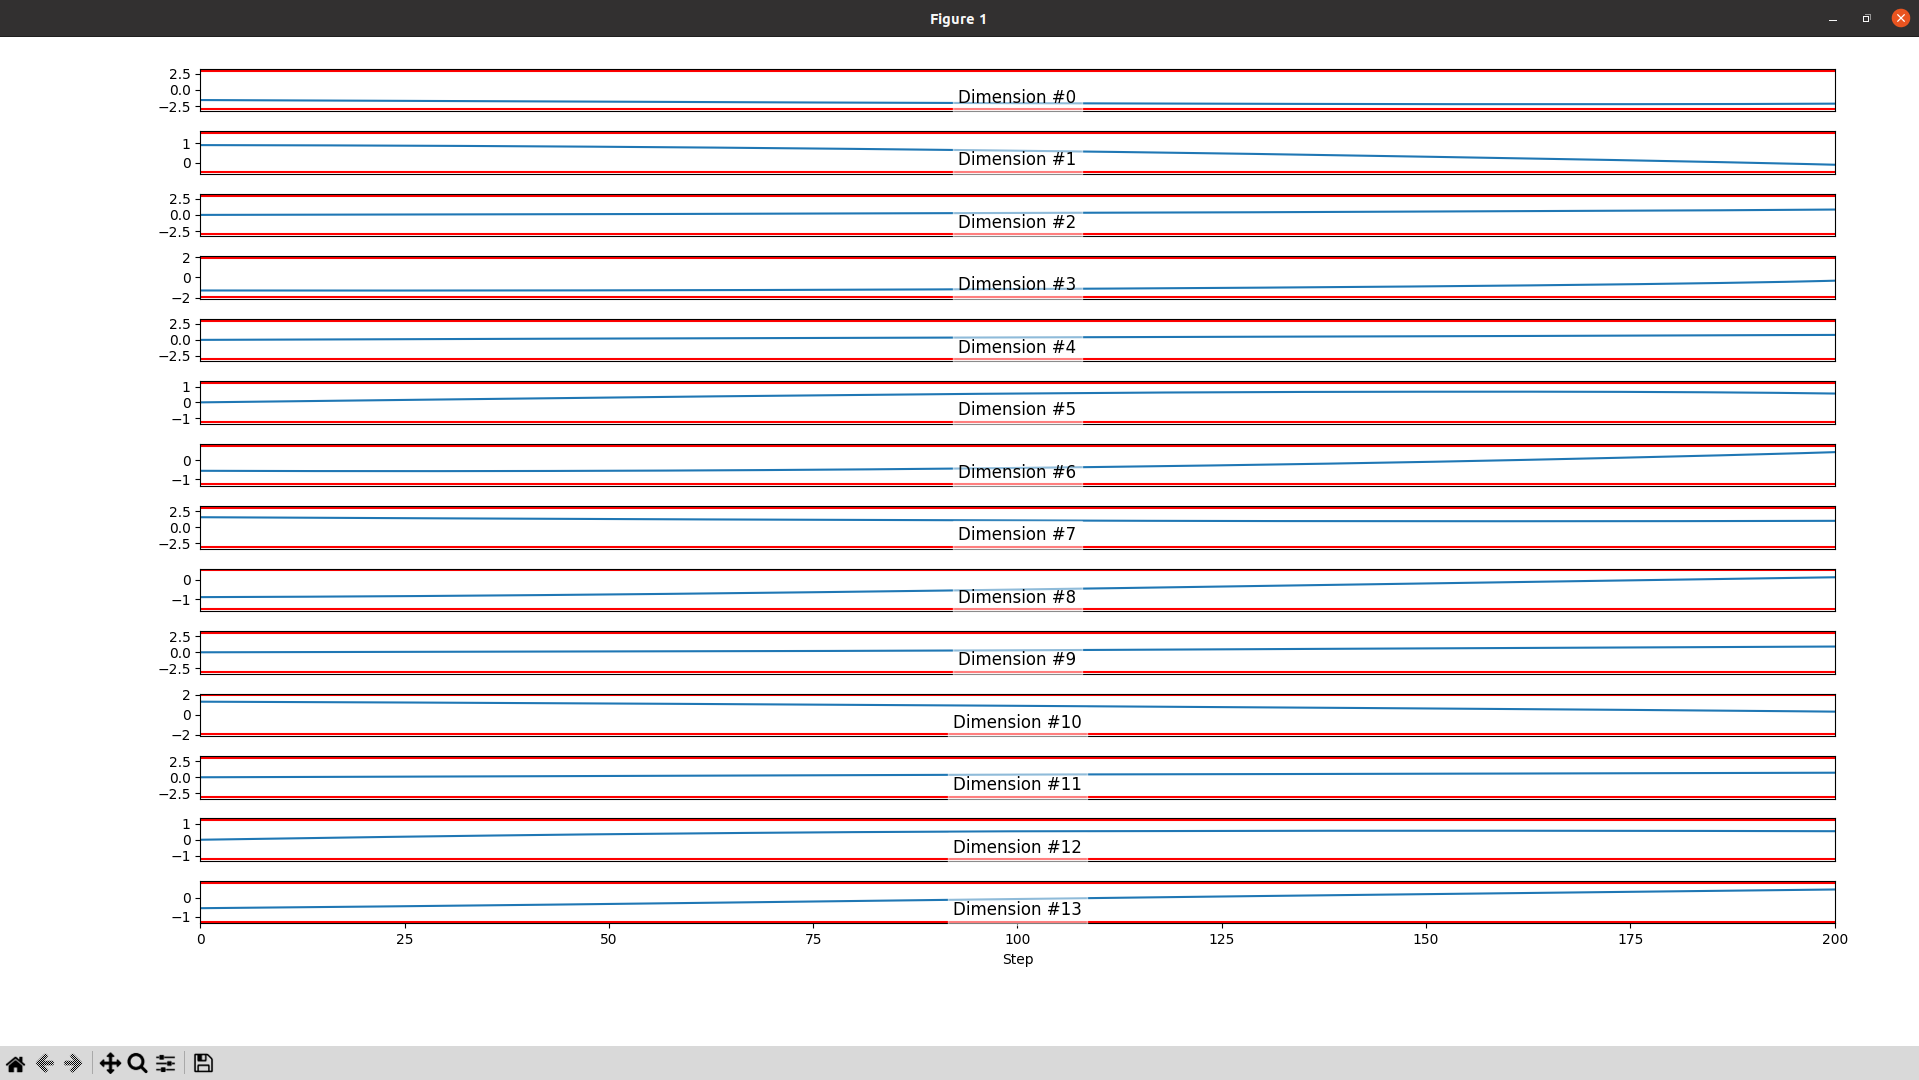 Figure 1
2.5
0.0
−2.5
Dimension #0
1
0
Dimension #1
2.5
0.0
−2.5
Dimension #2
2
0
−2
Dimension #3
2.5
0.0
−2.5
Dimension #4
1
0
−1
Dimension #5
0
−1
Dimension #6
2.5
0.0
−2.5
Dimension #7
0
−1
Dimension #8
2.5
0.0
−2.5
Dimension #9
2
0
−2
Dimension #10
2.5
0.0
−2.5
Dimension #11
1
0
−1
Dimension #12
0
−1
Dimension #13
0 25 50 75 100 125 150 175 200
Step